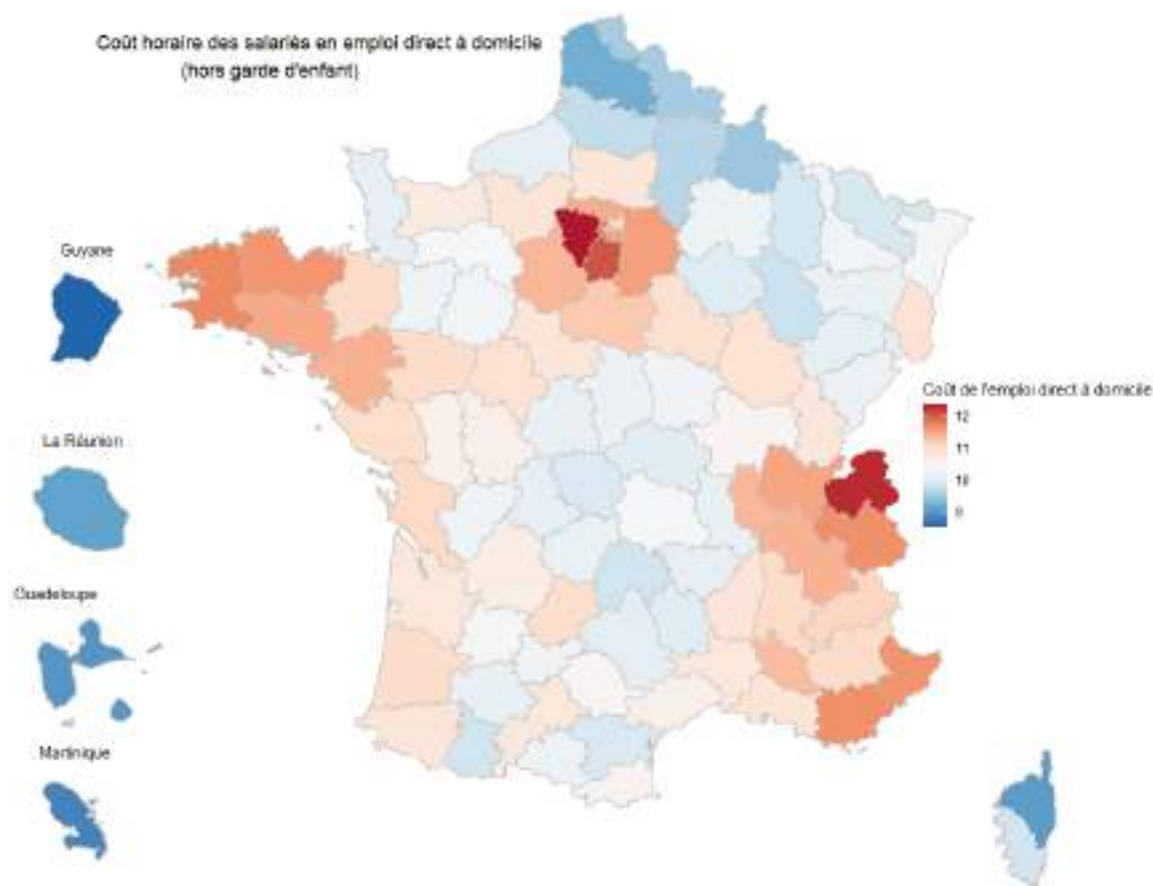 Coût horaire des salariés en emploi direct à domicile
(hors garde d'enfant)
Guyane
La Réunion
Guadeloupe
Martinique
Coût de l'emploi direct à domicile
12
11
10
9